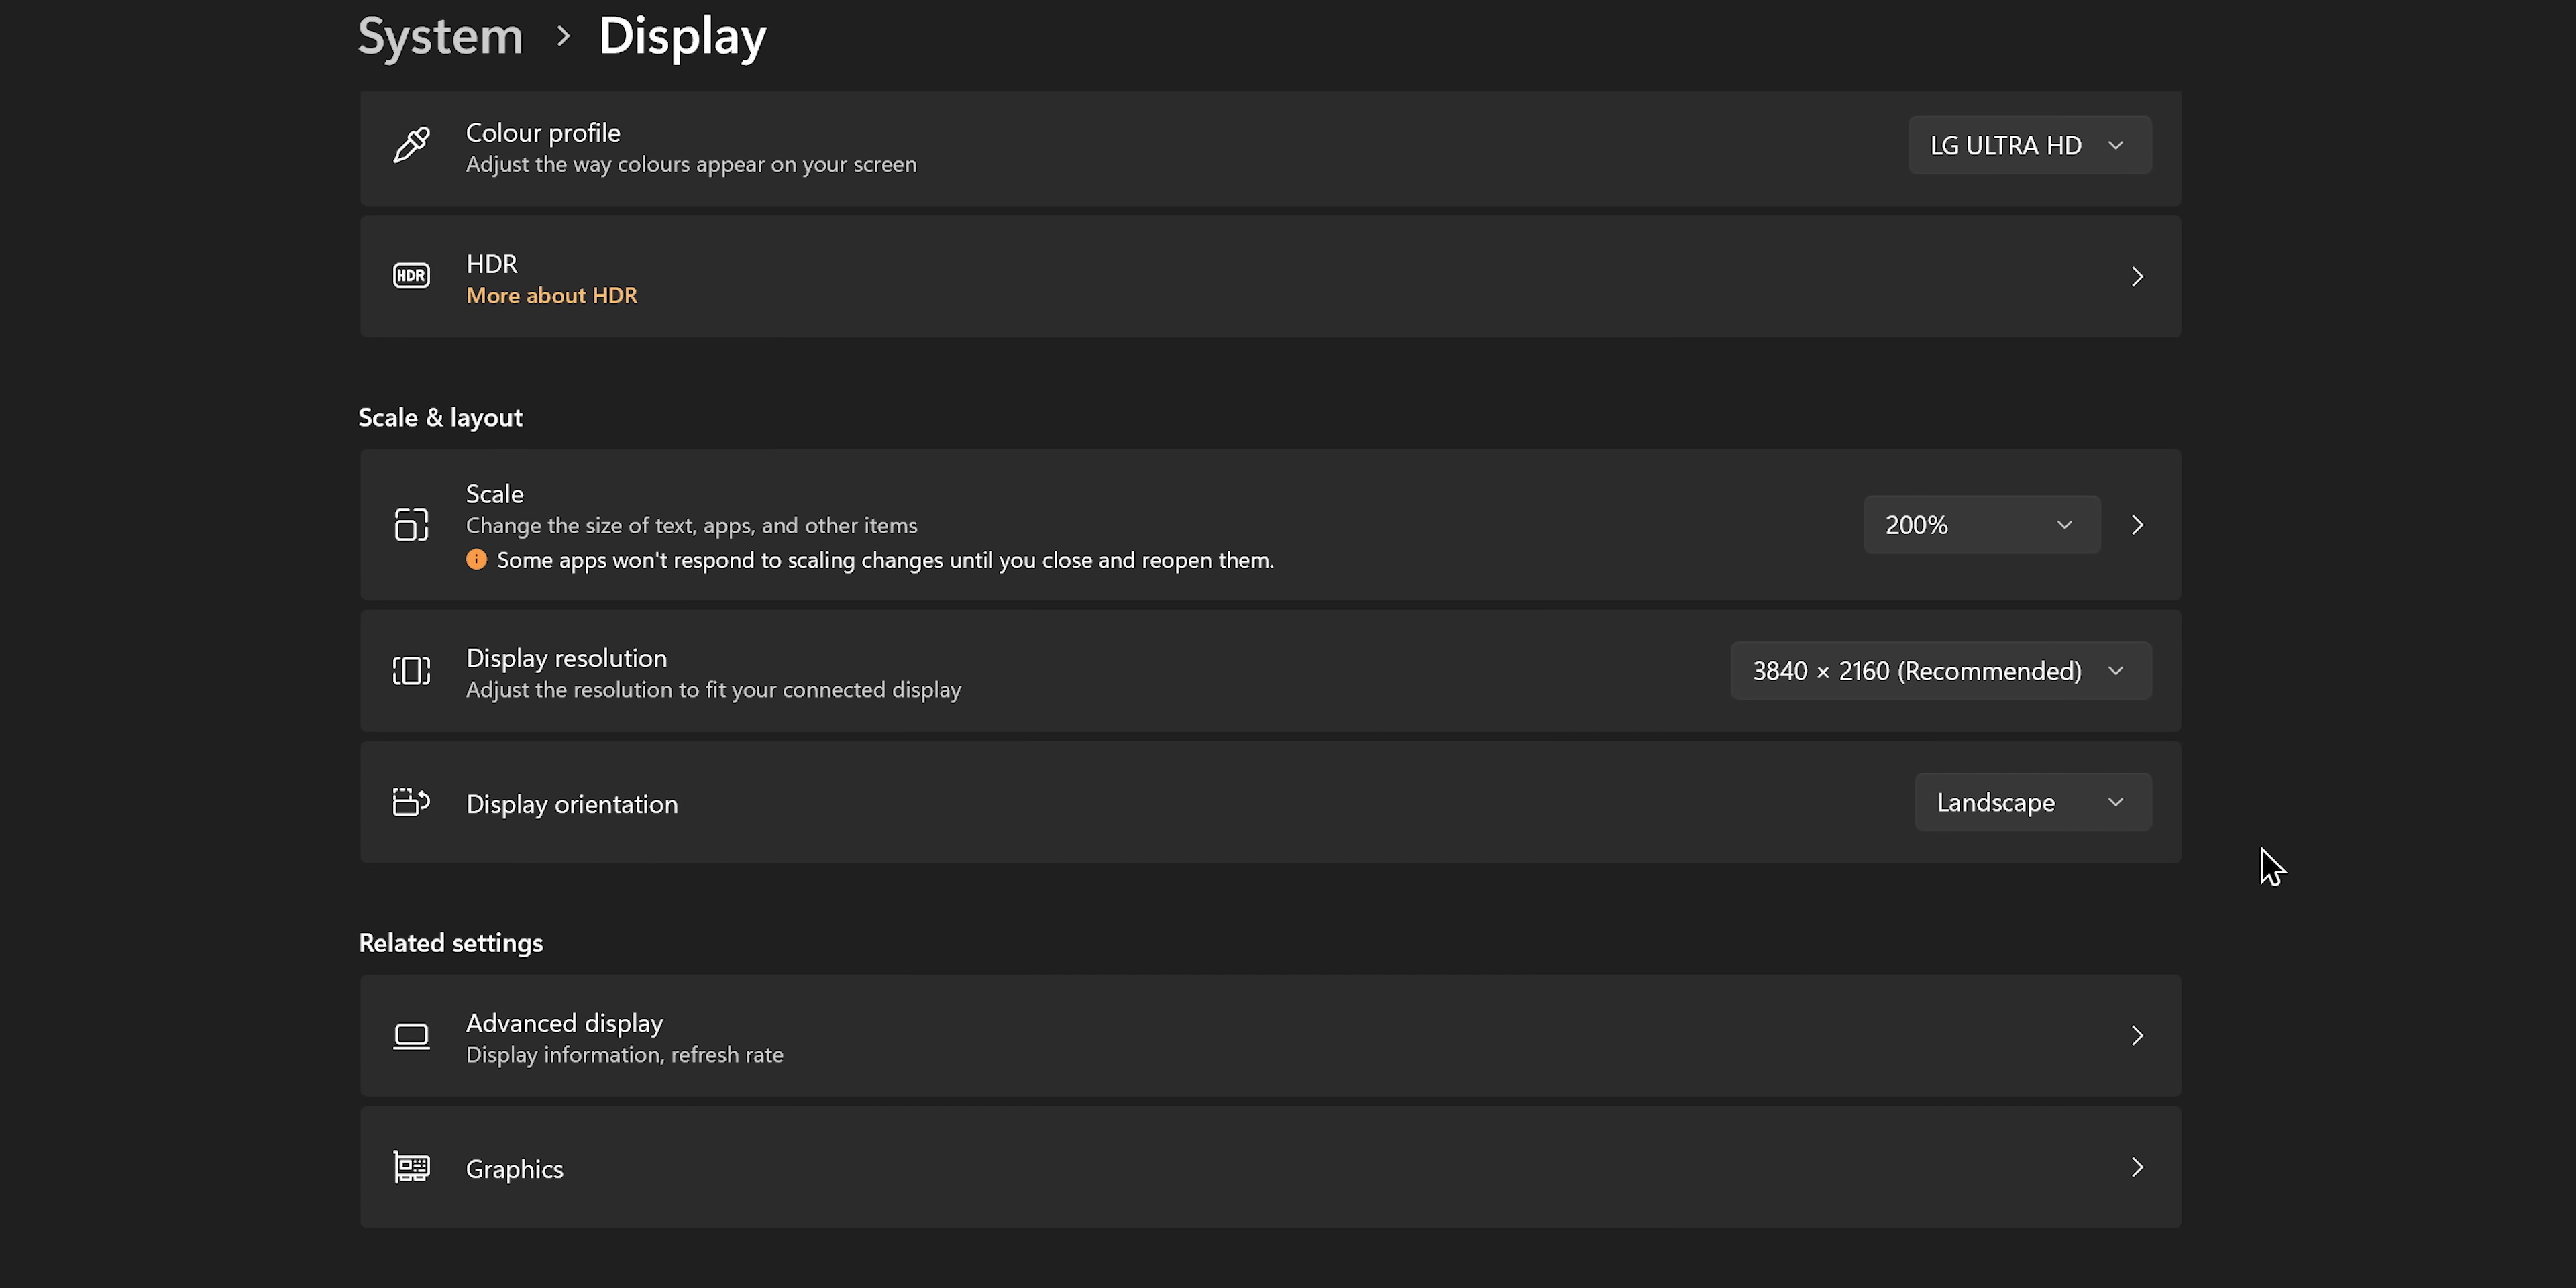 System > Display
Colour profile
Adjust the way colours appear on your screen
LG ULTRA HD
HDR
HDR
More about HDR
Scale & layout
Scale
Change the size of text, apps, and other items
Some apps won't respond to scaling changes until you close and reopen them.
200%
Display resolution
Adjust the resolution to fit your connected display
3840 × 2160 (Recommended)
Display orientation
Landscape
Related settings
Advanced display
Display information, refresh rate
Graphics